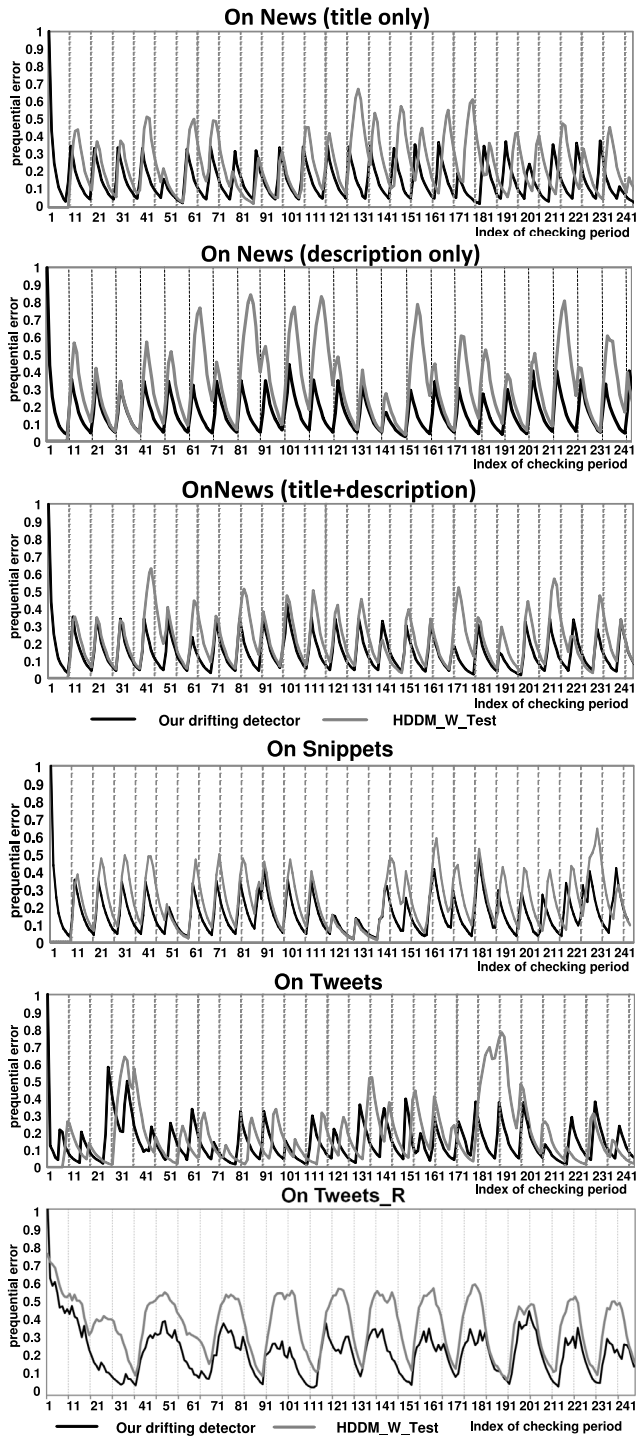 On News (title only)
prequential error
1
0.9
0.8
0.7
0.6
0.5
0.4
0.3
0.2
0.1
0
1 11 21 31 41 51 61 71 81 91 101 111 121 131 141 151 161 171 181 191 201 211 221 231 241
Index of checking period
On News (description only)
prequential error
1
0.9
0.8
0.7
0.6
0.5
0.4
0.3
0.2
0.1
0
1 11 21 31 41 51 61 71 81 91 101 111 121 131 141 151 161 171 181 191 201 211 221 231 241
Index of checking period
OnNews (title+description)
prequential error
1
0.9
0.8
0.7
0.6
0.5
0.4
0.3
0.2
0.1
0
1 11 21 31 41 51 61 71 81 91 101 111 121 131 141 151 161 171 181 191 201 211 221 231 241
Index of checking period
Our drifting detector HDDM_W_Test
On Snippets
prequential error
1
0.9
0.8
0.7
0.6
0.5
0.4
0.3
0.2
0.1
0
1 11 21 31 41 51 61 71 81 91 101 111 121 131 141 151 161 171 181 191 201 211 221 231 241
Index of checking period
On Tweets
prequential error
1
0.9
0.8
0.7
0.6
0.5
0.4
0.3
0.2
0.1
0
1 11 21 31 41 51 61 71 81 91 101 111 121 131 141 151 161 171 181 191 201 211 221 231 241
Index of checking period
On Tweets_R
prequential error
1
0.9
0.8
0.7
0.6
0.5
0.4
0.3
0.2
0.1
0
1 11 21 31 41 51 61 71 81 91 101 111 121 131 141 151 161 171 181 191 201 211 221 231 241
Our drifting detector HDDM_W_Test Index of checking period